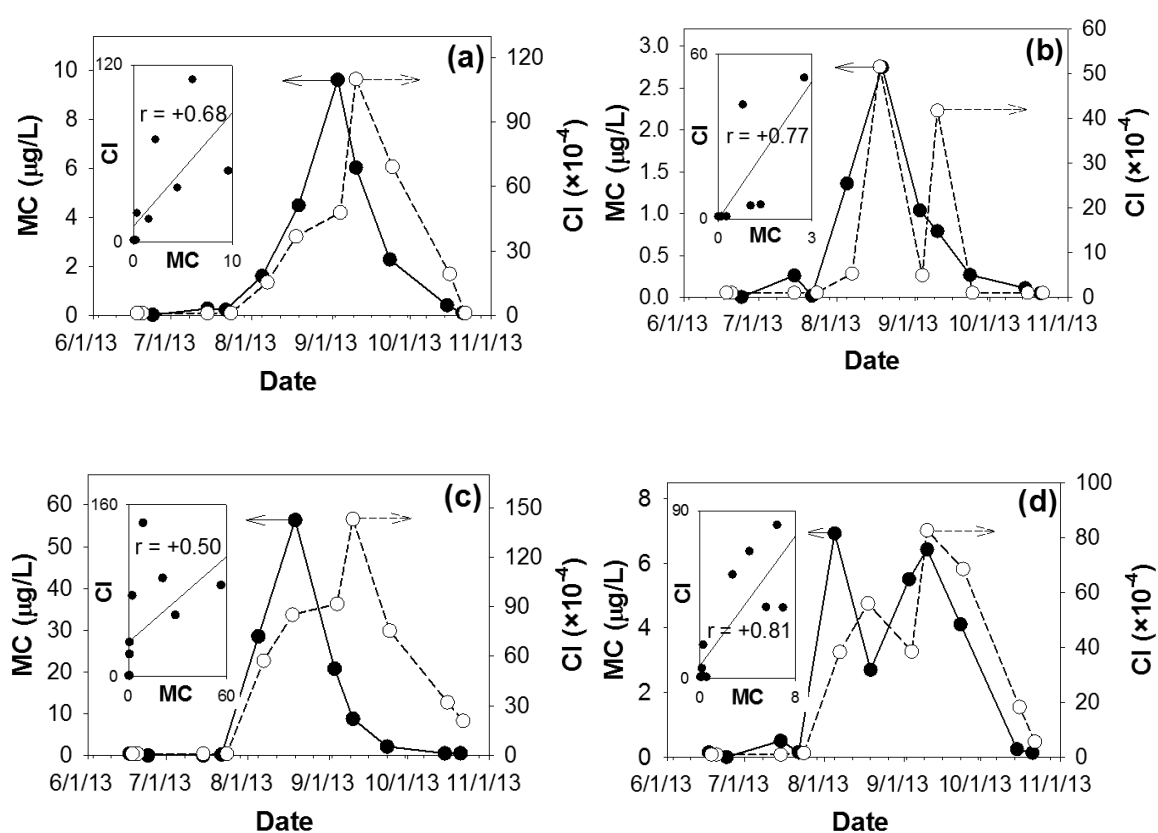 (a)
MC (μg/L)
10
8
6
4
2
0
120
CI
r = +0.68
0
0
MC
10
120
90
60
30
0
CI (×10⁻⁴)
6/1/13 7/1/13 8/1/13 9/1/13 10/1/13 11/1/13
Date
(b)
MC (μg/L)
3.0
2.5
2.0
1.5
1.0
0.5
0.0
60
CI
r = +0.77
0
0
MC
3
60
50
40
30
20
10
0
CI (×10⁻⁴)
6/1/13 7/1/13 8/1/13 9/1/13 10/1/13 11/1/13
Date
(c)
MC (μg/L)
60
50
40
30
20
10
0
160
CI
r = +0.50
0
0
MC
60
150
120
90
60
30
0
CI (×10⁻⁴)
6/1/13 7/1/13 8/1/13 9/1/13 10/1/13 11/1/13
Date
(d)
MC (μg/L)
8
6
4
2
0
90
CI
r = +0.81
0
0
MC
8
100
80
60
40
20
0
CI (×10⁻⁴)
6/1/13 7/1/13 8/1/13 9/1/13 10/1/13 11/1/13
Date